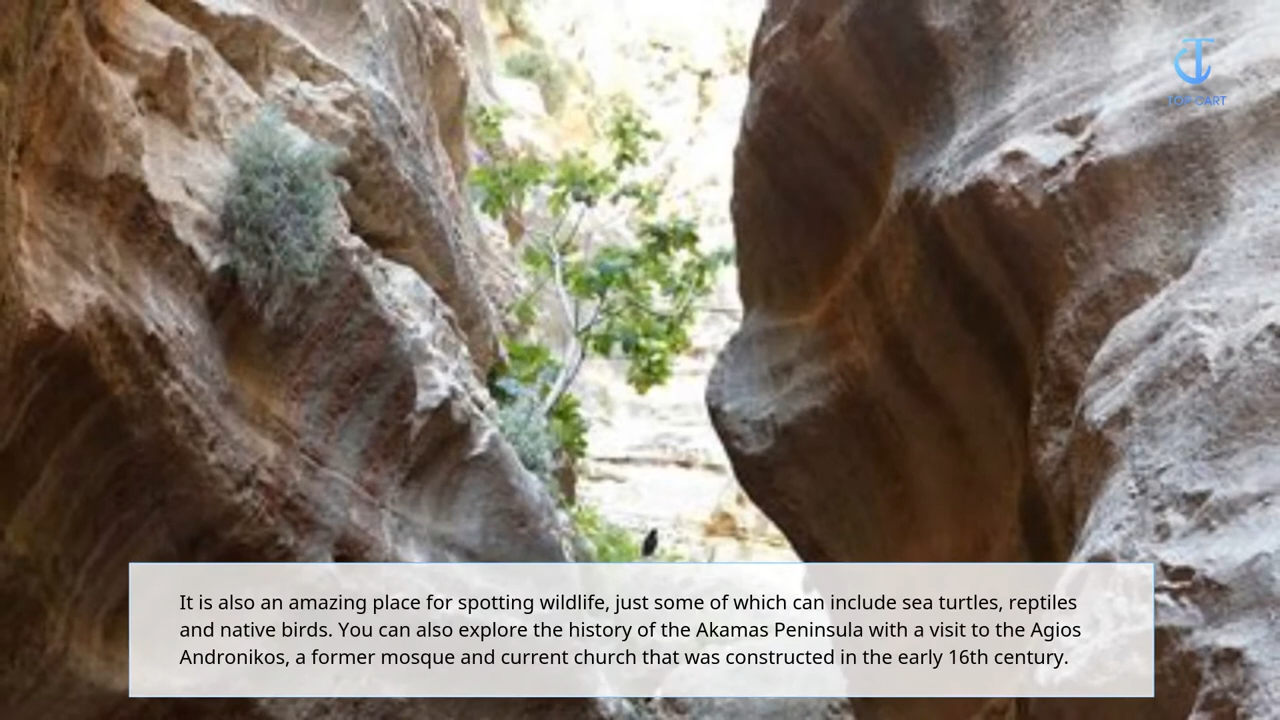 TOP CART
It is also an amazing place for spotting wildlife, just some of which can include sea turtles, reptiles
and native birds. You can also explore the history of the Akamas Peninsula with a visit to the Agios
Andronikos, a former mosque and current church that was constructed in the early 16th century.